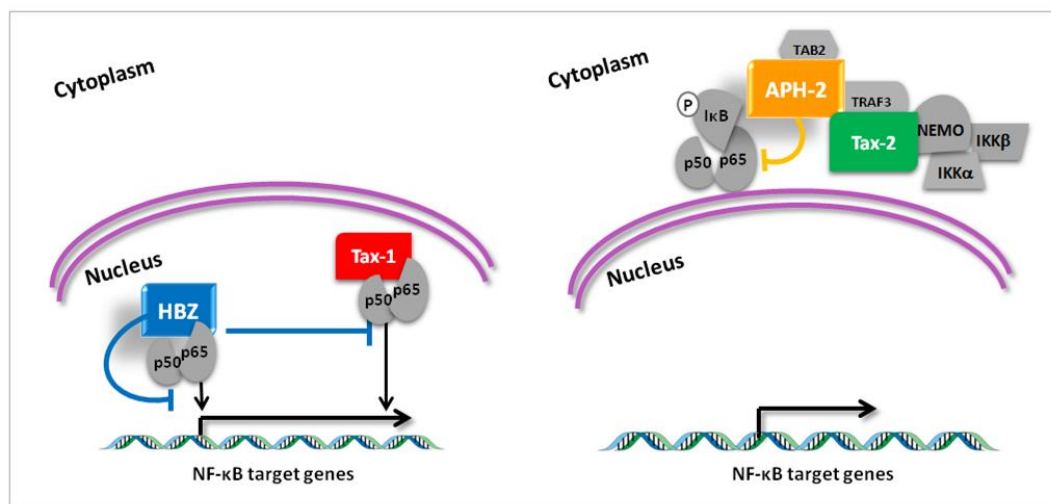 Cytoplasm
Nucleus
Tax-1
p50
p65
HBZ
p50
p65
NF-κB target genes
Cytoplasm
TAB2
APH-2
TRAF3
P
IκB
p50
p65
Tax-2
NEMO
IKKβ
IKKα
Nucleus
NF-κB target genes